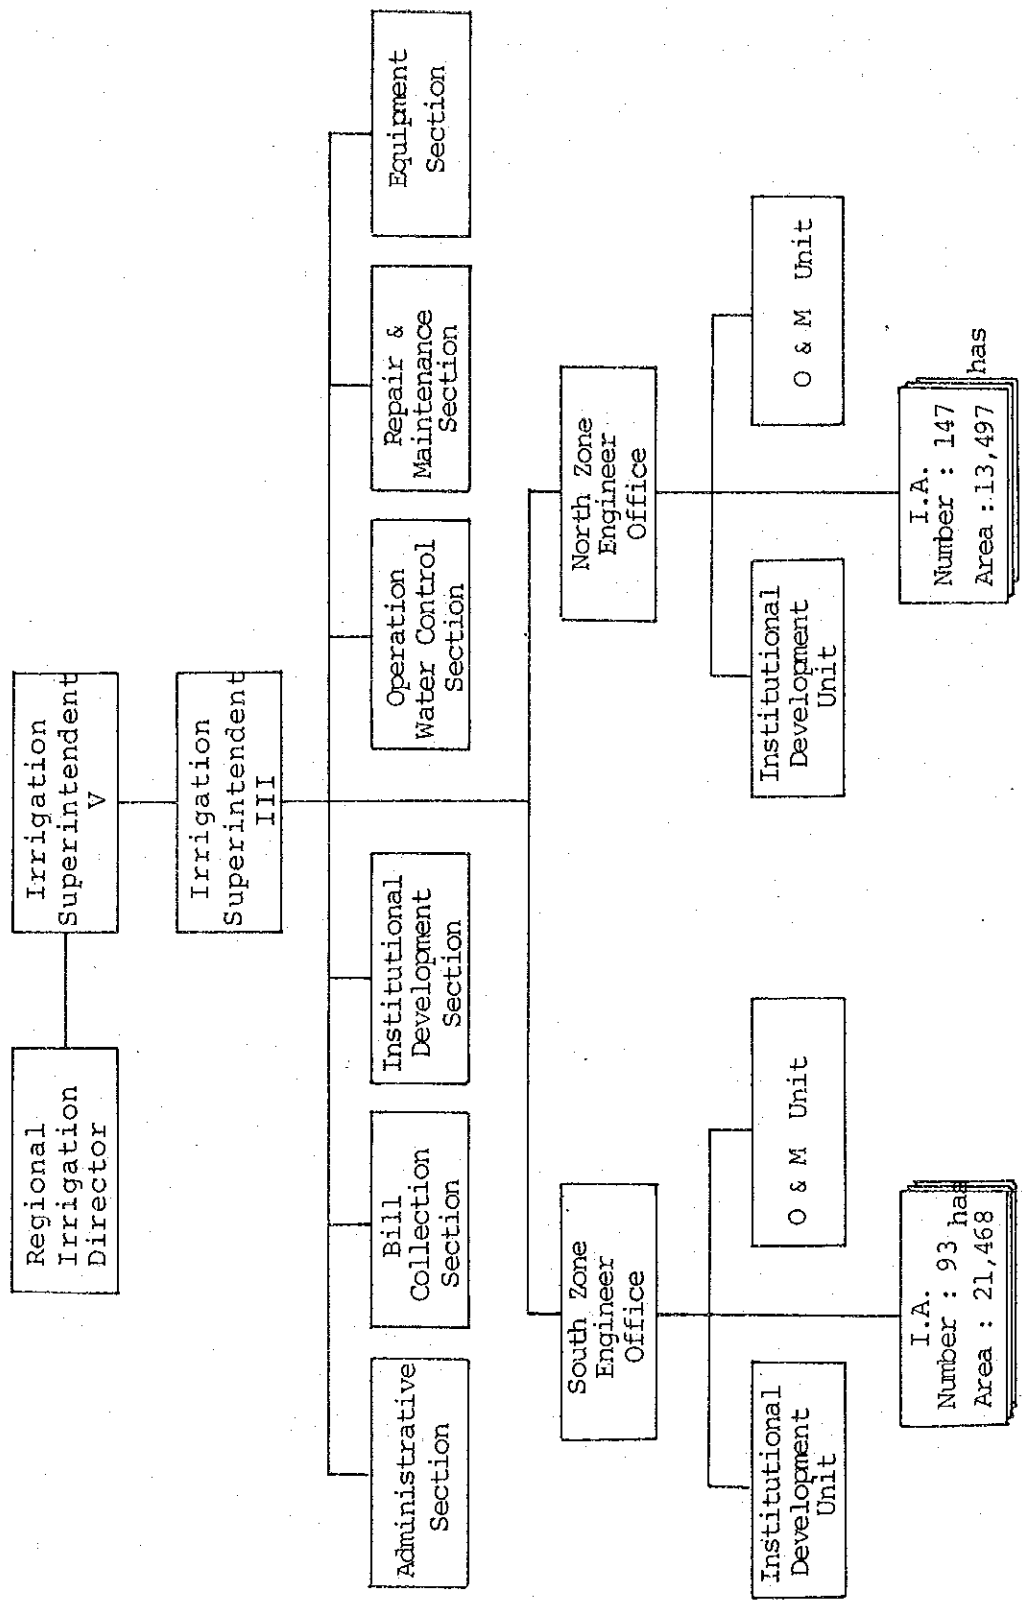 Regional
Irrigation
Director
Irrigation
Superintendent
V
Irrigation
Superintendent
III
Administrative
Section
Bill
Collection
Section
Institutional
Development
Section
Operation
Water Control
Section
Repair &
Maintenance
Section
Equipment
Section
South Zone
Engineer
Office
North Zone
Engineer
Office
Institutional
Development
Unit
O & M Unit
Institutional
Development
Unit
O & M Unit
I.A.
Number : 93
Area : 21,468 has
I.A.
Number : 147
Area : 13,497 has